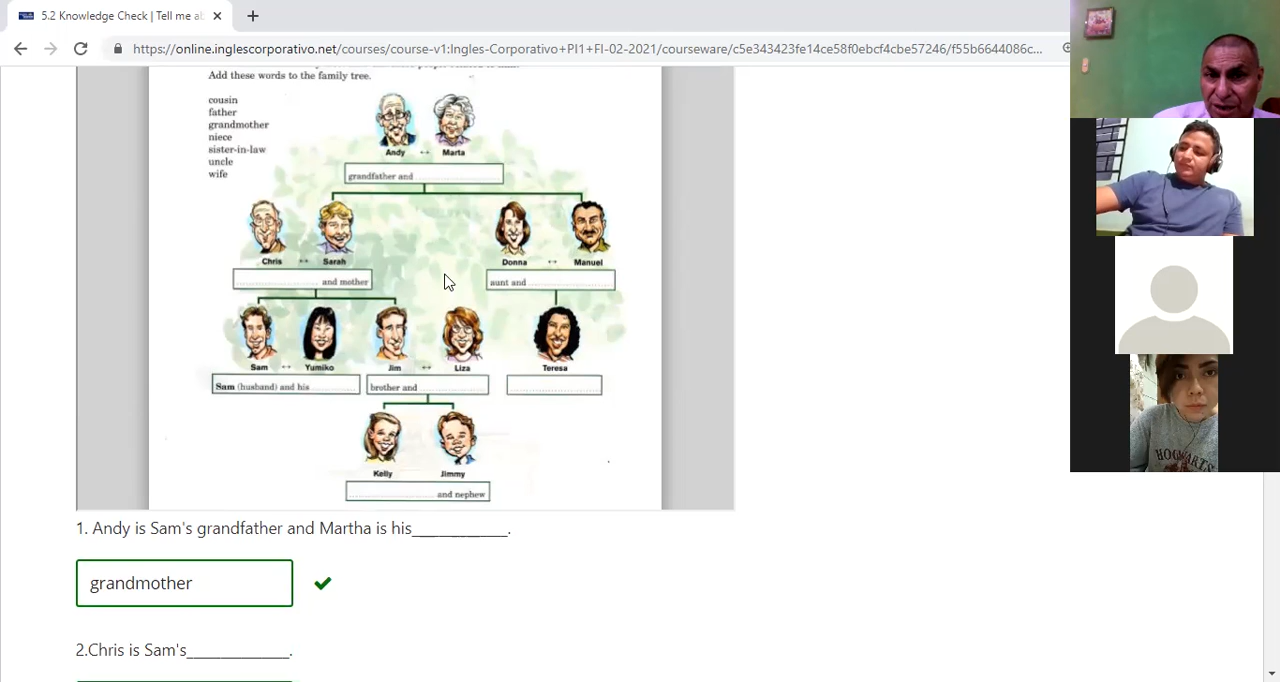 5.2 Knowledge Check | Tell me a
https://online.inglescorporativo.net/courses/course-v1:Ingles-Corporativo+PI1+FI-02-2021/courseware/c5e343423fe14ce58f0ebcf4cbe57246/f55b6644086c...
Add these words to the family tree.
cousin
father
grandmother
niece
sister-in-law
uncle
wife
Andy ↔ Marta
grandfather and ....................
Chris ↔ Sarah
.................... and mother
Donna ↔ Manuel
aunt and ....................
Sam ↔ Yumiko
Sam (husband) and his ............
Jim ↔ Liza
brother and ................
Teresa
....................
Kelly Jimmy
.................... and nephew
1. Andy is Sam's grandfather and Martha is his____________.
grandmother
2.Chris is Sam's_____________.
HOGWARTS